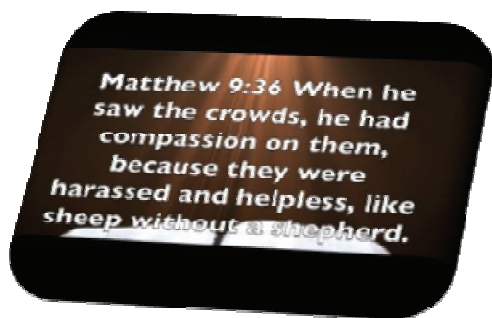 Matthew 9:36 When he
saw the crowds, he had
compassion on them,
because they were
harassed and helpless, like
sheep without a shepherd.